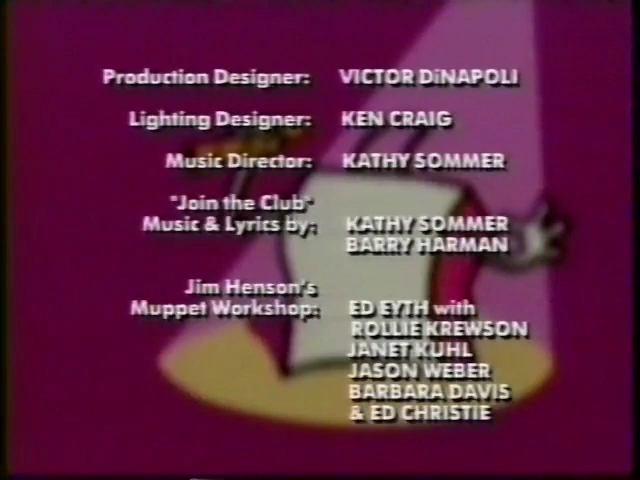 Production Designer: VICTOR DiNAPOLI
Lighting Designer: KEN CRAIG
Music Director: KATHY SOMMER
"Join the Club"
Music & Lyrics by: KATHY SOMMER
BARRY HARMAN
Jim Henson's
Muppet Workshop: ED EYTH with
ROLLIE KREWSON
JANET KUHL
JASON WEBER
BARBARA DAVIS
& ED CHRISTIE